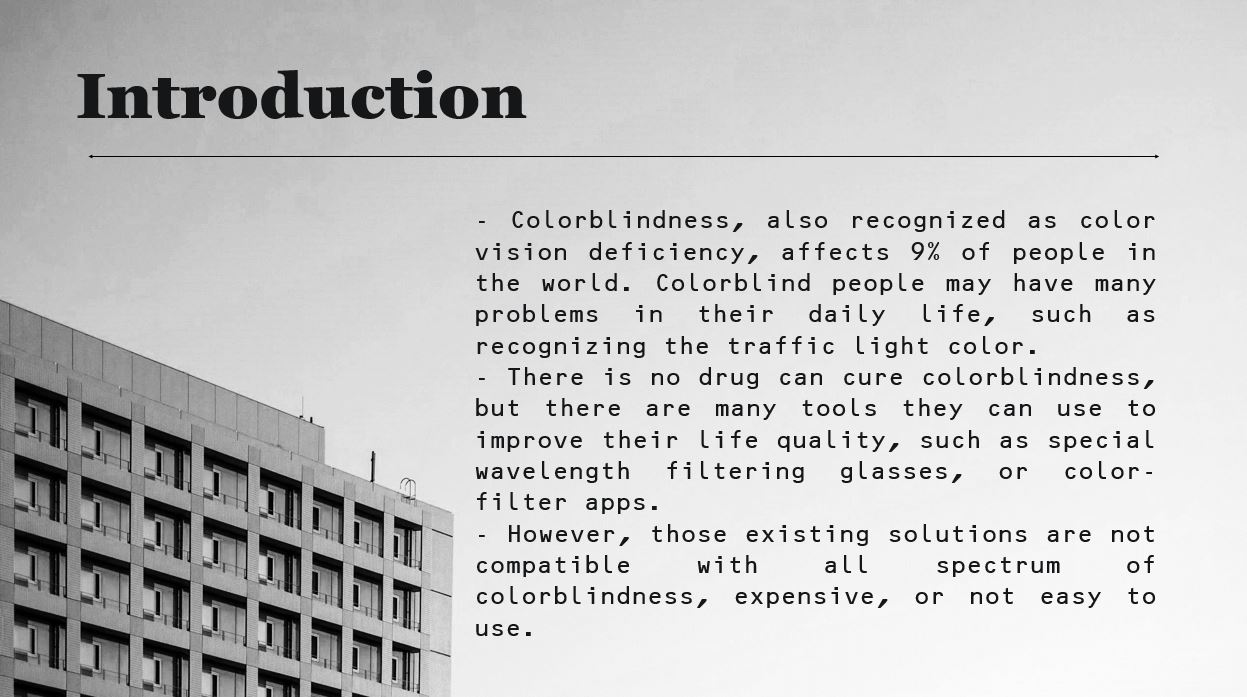 Introduction
- Colorblindness, also recognized as color
vision deficiency, affects 9% of people in
the world. Colorblind people may have many
problems in their daily life, such as
recognizing the traffic light color.
- There is no drug can cure colorblindness,
but there are many tools they can use to
improve their life quality, such as special
wavelength filtering glasses, or color-
filter apps.
- However, those existing solutions are not
compatible with all spectrum of
colorblindness, expensive, or not easy to
use.